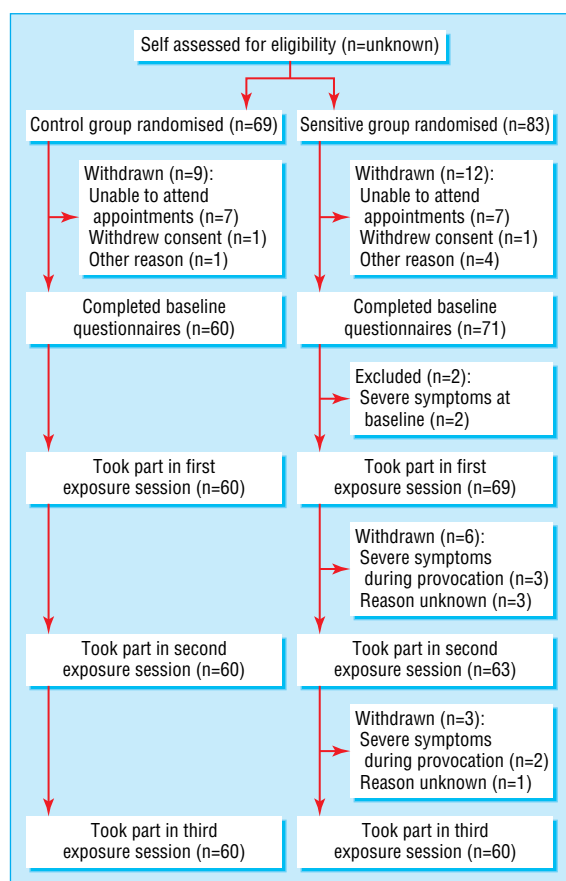 Self assessed for eligibility (n=unknown)
Control group randomised (n=69)
Sensitive group randomised (n=83)
Withdrawn (n=9):
Unable to attend
appointments (n=7)
Withdrew consent (n=1)
Other reason (n=1)
Withdrawn (n=12):
Unable to attend
appointments (n=7)
Withdrew consent (n=1)
Other reason (n=4)
Completed baseline
questionnaires (n=60)
Completed baseline
questionnaires (n=71)
Excluded (n=2):
Severe symptoms at
baseline (n=2)
Took part in first
exposure session (n=60)
Took part in first
exposure session (n=69)
Withdrawn (n=6):
Severe symptoms
during provocation (n=3)
Reason unknown (n=3)
Took part in second
exposure session (n=60)
Took part in second
exposure session (n=63)
Withdrawn (n=3):
Severe symptoms
during provocation (n=2)
Reason unknown (n=1)
Took part in third
exposure session (n=60)
Took part in third
exposure session (n=60)